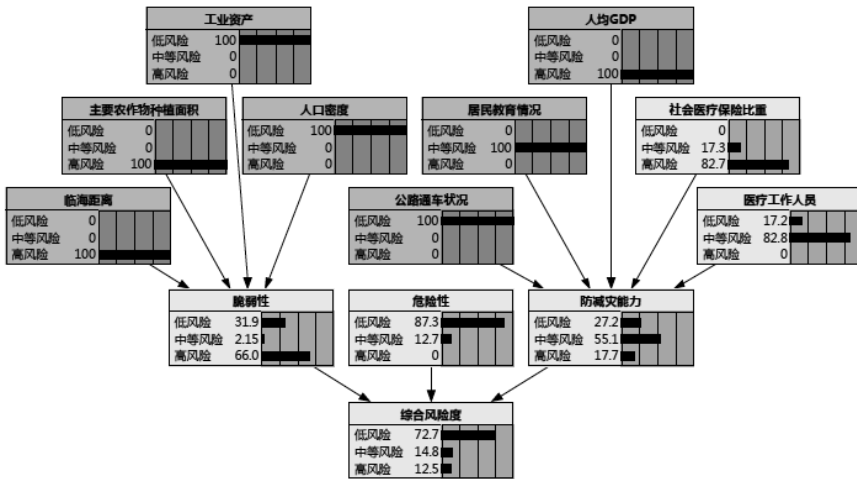 工业资产
低风险 100
中等风险 0
高风险 0
人均GDP
低风险 0
中等风险 0
高风险 100
主要农作物种植面积
低风险 0
中等风险 0
高风险 100
人口密度
低风险 100
中等风险 0
高风险 0
居民教育情况
低风险 0
中等风险 100
高风险 0
社会医疗保险比重
低风险 0
中等风险 17.3
高风险 82.7
临海距离
低风险 0
中等风险 0
高风险 100
公路通车状况
低风险 100
中等风险 0
高风险 0
医疗工作人员
低风险 17.2
中等风险 82.8
高风险 0
脆弱性
低风险 31.9
中等风险 2.15
高风险 66.0
危险性
低风险 87.3
中等风险 12.7
高风险 0
防减灾能力
低风险 27.2
中等风险 55.1
高风险 17.7
综合风险度
低风险 72.7
中等风险 14.8
高风险 12.5